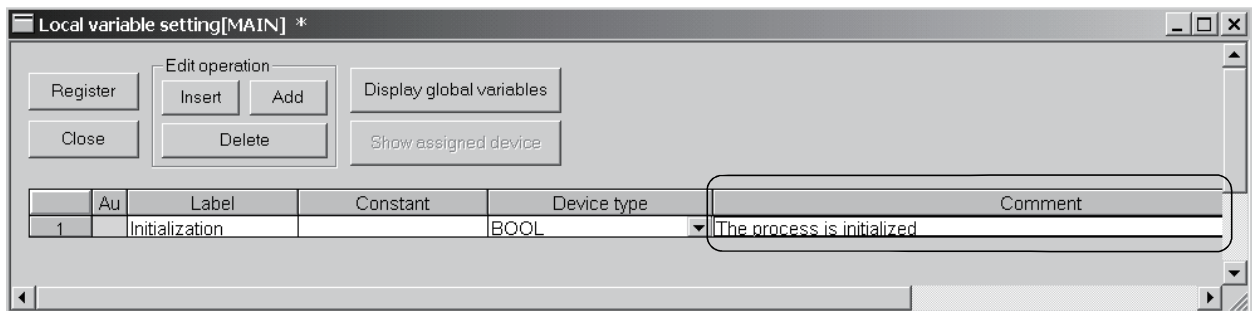 Local variable setting[MAIN] *
Edit operation
Register Insert Add Display global variables
Close Delete Show assigned device
Au Label Constant Device type Comment
1 Initialization BOOL The process is initialized